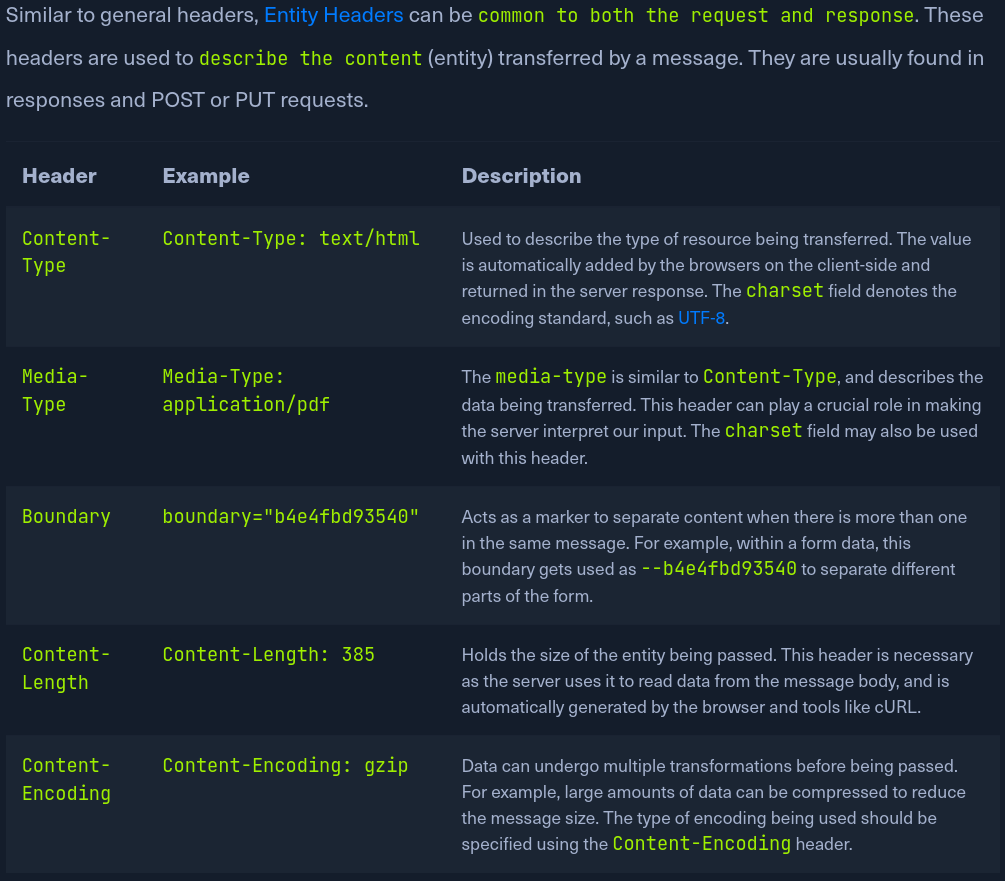 Similar to general headers, Entity Headers can be common to both the request and response. These
headers are used to describe the content (entity) transferred by a message. They are usually found in
responses and POST or PUT requests.
Header Example Description
Content-
Type
Content-Type: text/html
Used to describe the type of resource being transferred. The value
is automatically added by the browsers on the client-side and
returned in the server response. The charset field denotes the
encoding standard, such as UTF-8.
Media-
Type
Media-Type:
application/pdf
The media-type is similar to Content-Type, and describes the
data being transferred. This header can play a crucial role in making
the server interpret our input. The charset field may also be used
with this header.
Boundary
boundary="b4e4fbd93540"
Acts as a marker to separate content when there is more than one
in the same message. For example, within a form data, this
boundary gets used as --b4e4fbd93540 to separate different
parts of the form.
Content-
Length
Content-Length: 385
Holds the size of the entity being passed. This header is necessary
as the server uses it to read data from the message body, and is
automatically generated by the browser and tools like cURL.
Content-
Encoding
Content-Encoding: gzip
Data can undergo multiple transformations before being passed.
For example, large amounts of data can be compressed to reduce
the message size. The type of encoding being used should be
specified using the Content-Encoding header.